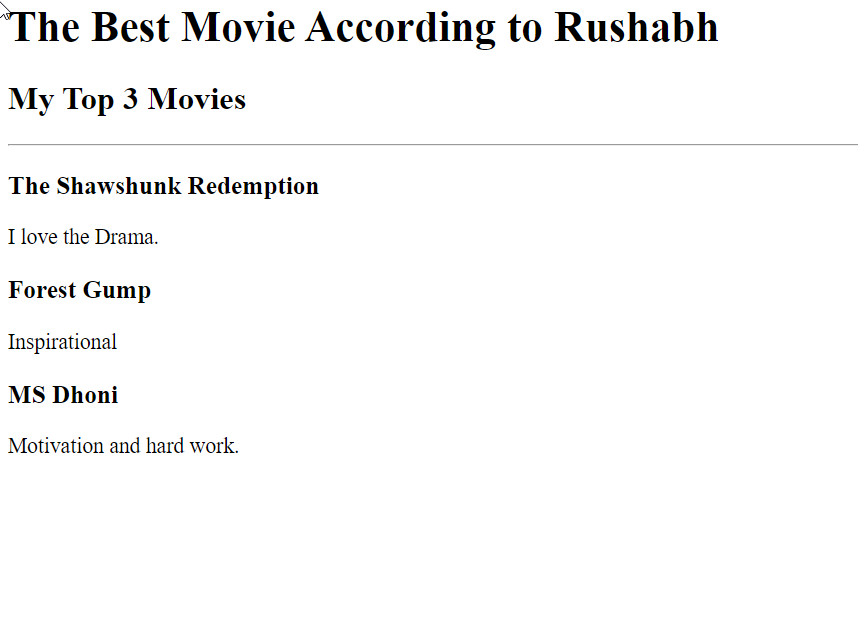 The Best Movie According to Rushabh
My Top 3 Movies
The Shawshunk Redemption
I love the Drama.
Forest Gump
Inspirational
MS Dhoni
Motivation and hard work.